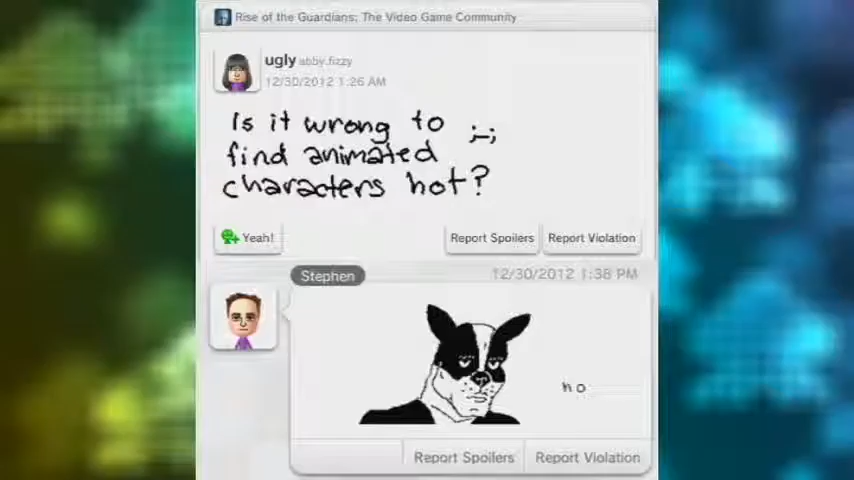 Rise of the Guardians: The Video Game Community
ugly abby.fizzy
12/30/2012 1:26 AM
Is it wrong to ;-;
find animated
characters hot?
Yeah!
Report Spoilers
Report Violation
Stephen
12/30/2012 1:38 PM
no
Report Spoilers
Report Violation